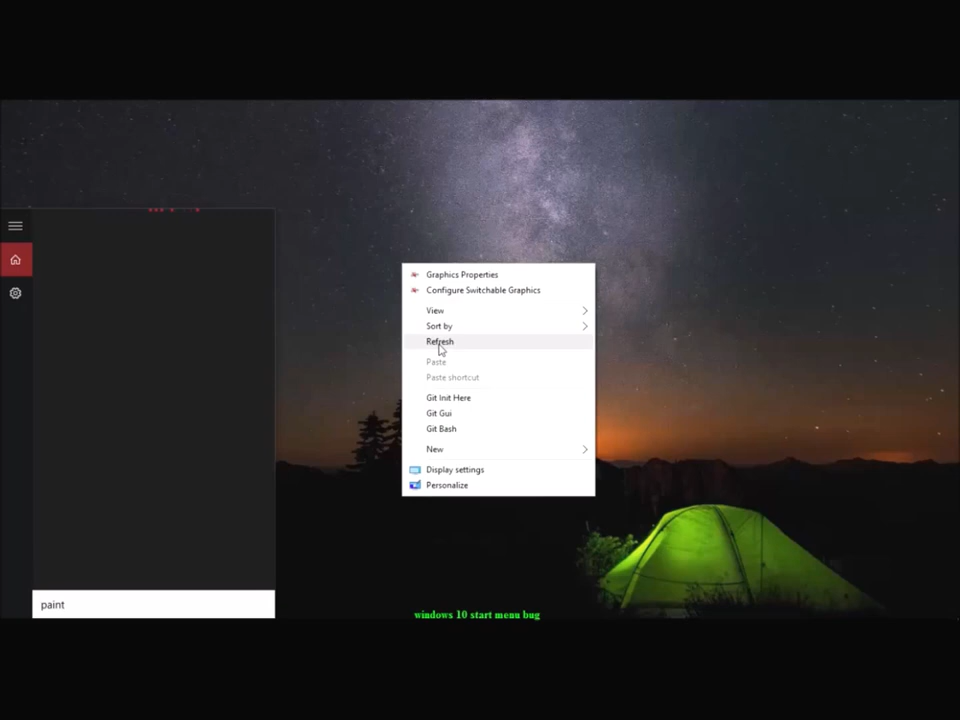 Graphics Properties
Configure Switchable Graphics
View
Sort by
Refresh
Paste
Paste shortcut
Git Init Here
Git Gui
Git Bash
New
Display settings
Personalize
paint
windows 10 start menu bug